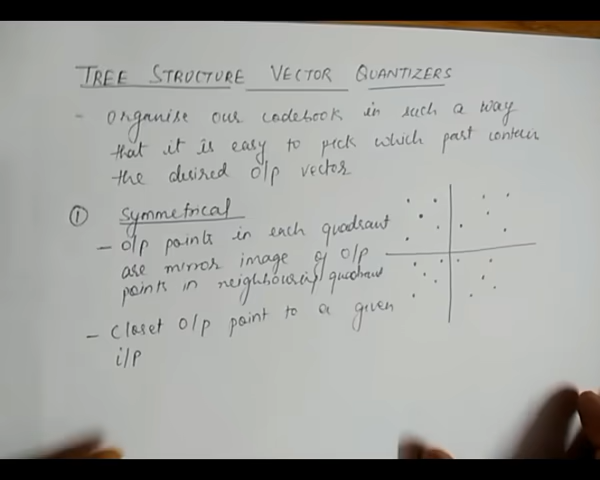 TREE STRUCTURE VECTOR QUANTIZERS
- Organise our codebook in such a way
that it is easy to pick which part contain
the desired O/p vector
① Symmetrical
- O/p points in each quadrant
are mirror image of O/p
points in neighbouring quadrant
- Closet O/p point to a given
i/p